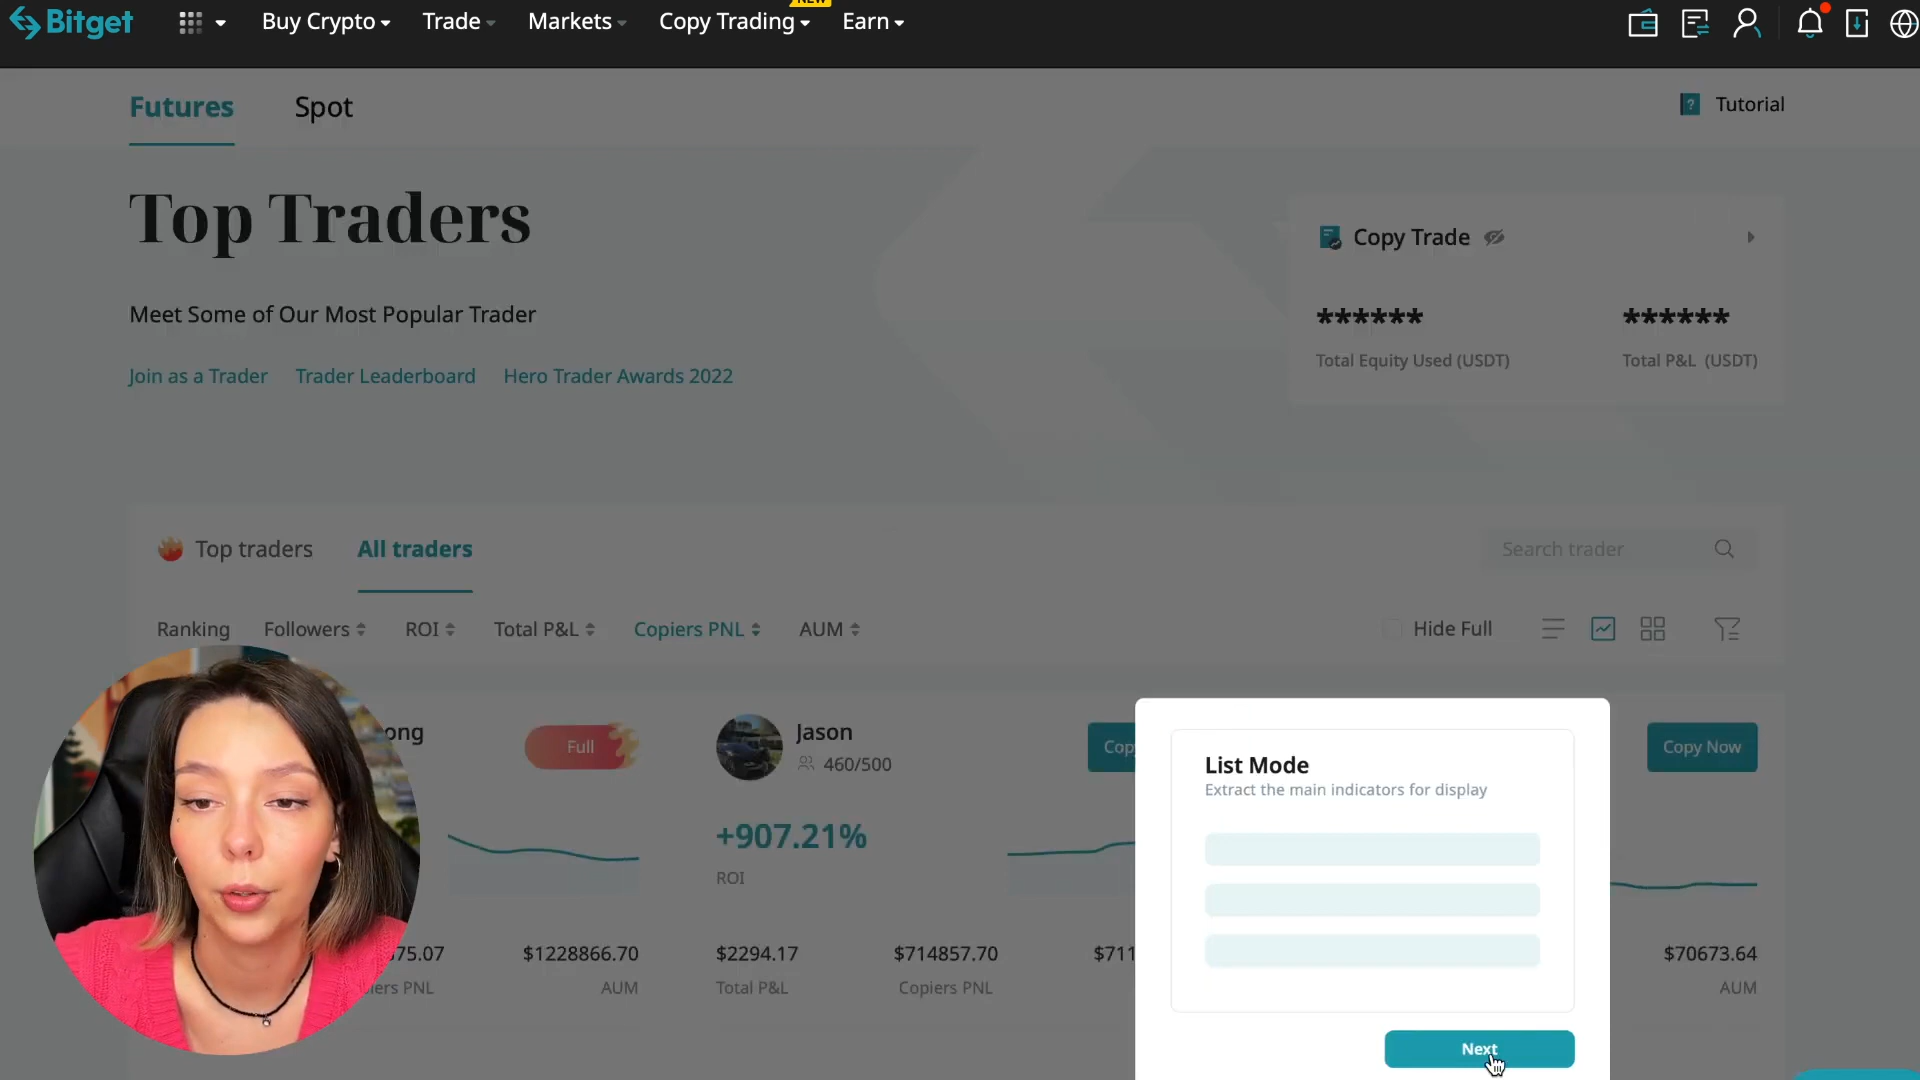 Bitget
Buy Crypto Trade Markets Copy Trading NEW Earn
Futures Spot
Tutorial
Top Traders
Meet Some of Our Most Popular Trader
Join as a Trader Trader Leaderboard Hero Trader Awards 2022
Copy Trade
****** ******
Total Equity Used (USDT) Total P&L (USDT)
Top traders All traders
Search trader
Ranking Followers ROI Total P&L Copiers PNL AUM
Hide Full
Full
Jason
460/500
Copy Now
+907.21%
ROI
$1228866.70 $2294.17 $714857.70
PNL AUM Total P&L Copiers PNL
List Mode
Extract the main indicators for display
Next
$70673.64
AUM